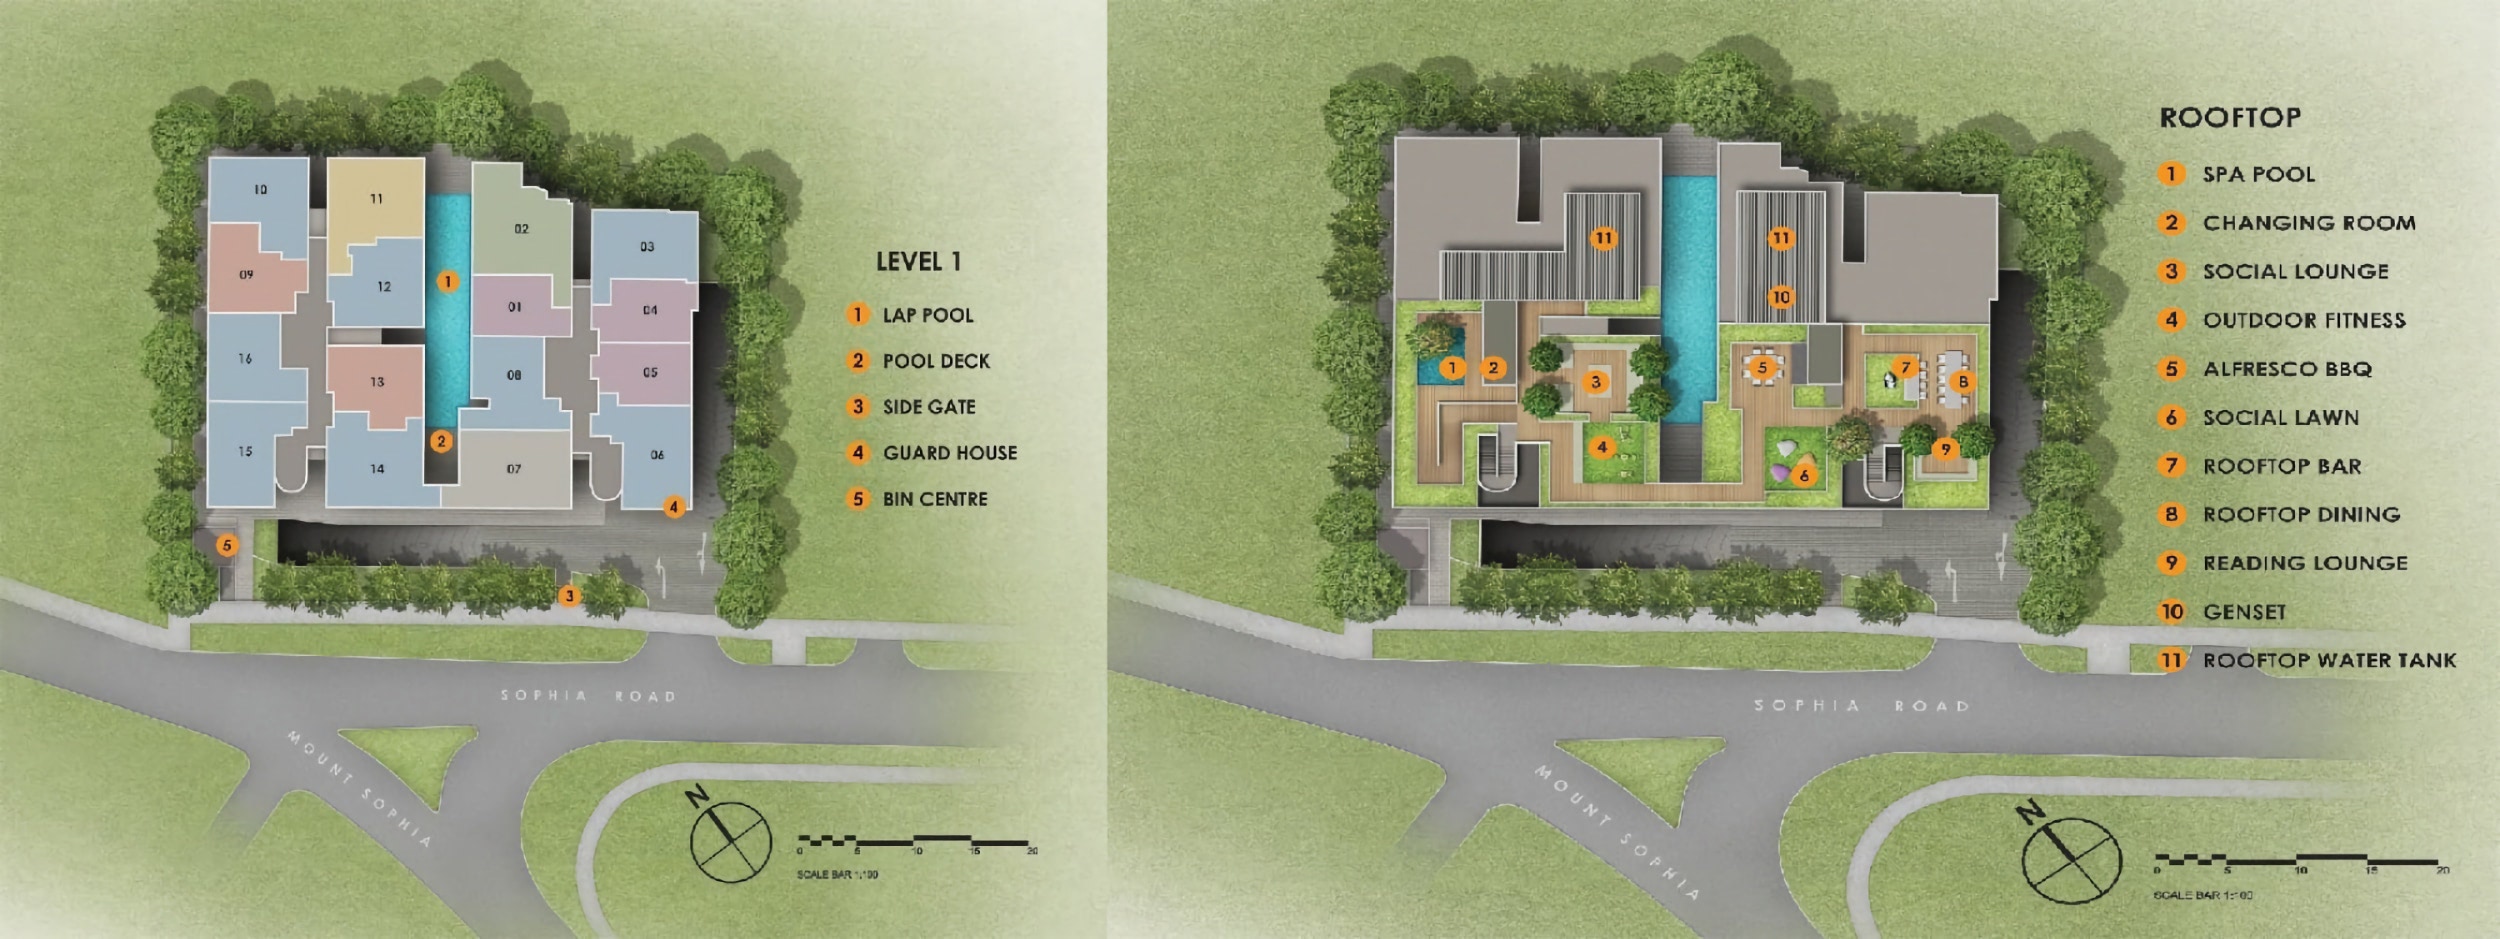 10
11
02
03
09
12
01
04
16
13
08
05
15
14
07
06
1
2
3
4
5
LEVEL 1
1 LAP POOL
2 POOL DECK
3 SIDE GATE
4 GUARD HOUSE
5 BIN CENTRE
SOPHIA ROAD
MOUNT SOPHIA
N
0 5 10 15 20
SCALE BAR 1:100
11
11
10
1
2
3
4
5
6
7
8
9
ROOFTOP
1 SPA POOL
2 CHANGING ROOM
3 SOCIAL LOUNGE
4 OUTDOOR FITNESS
5 ALFRESCO BBQ
6 SOCIAL LAWN
7 ROOFTOP BAR
8 ROOFTOP DINING
9 READING LOUNGE
10 GENSET
11 ROOFTOP WATER TANK
SOPHIA ROAD
MOUNT SOPHIA
N
0 5 10 15 20
SCALE BAR 1:100